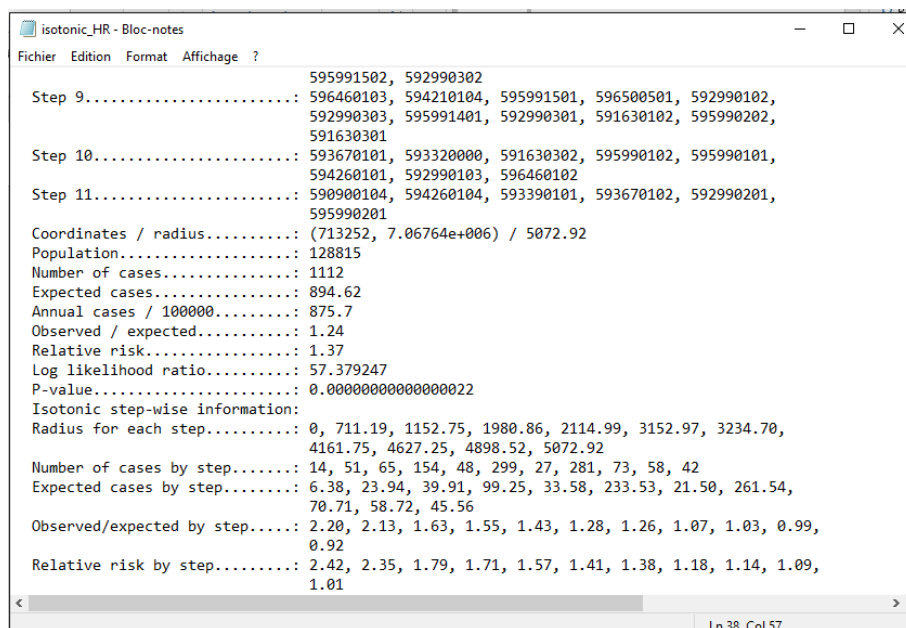 isotonic_HR - Bloc-notes
Fichier Edition Format Affichage ?
595991502, 592990302
Step 9........................: 596460103, 594210104, 595991501, 596500501, 592990102,
592990303, 595991401, 592990301, 591630102, 595990202,
591630301
Step 10.......................: 593670101, 593320000, 591630302, 595990102, 595990101,
594260101, 592990103, 596460102
Step 11.......................: 590900104, 594260104, 593390101, 593670102, 592990201,
595990201
Coordinates / radius..........: (713252, 7.06764e+006) / 5072.92
Population....................: 128815
Number of cases...............: 1112
Expected cases................: 894.62
Annual cases / 100000.........: 875.7
Observed / expected...........: 1.24
Relative risk.................: 1.37
Log likelihood ratio..........: 57.379247
P-value.......................: 0.00000000000000022
Isotonic step-wise information:
Radius for each step..........: 0, 711.19, 1152.75, 1980.86, 2114.99, 3152.97, 3234.70,
4161.75, 4627.25, 4898.52, 5072.92
Number of cases by step.......: 14, 51, 65, 154, 48, 299, 27, 281, 73, 58, 42
Expected cases by step........: 6.38, 23.94, 39.91, 99.25, 33.58, 233.53, 21.50, 261.54,
70.71, 58.72, 45.56
Observed/expected by step.....: 2.20, 2.13, 1.63, 1.55, 1.43, 1.28, 1.26, 1.07, 1.03, 0.99,
0.92
Relative risk by step.........: 2.42, 2.35, 1.79, 1.71, 1.57, 1.41, 1.38, 1.18, 1.14, 1.09,
1.01
Ln 38, Col 57